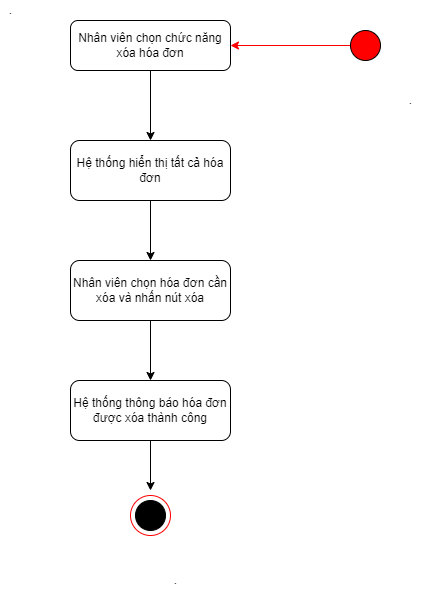 Nhân viên chọn chức năng
xóa hóa đơn
Hệ thống hiển thị tất cả hóa
đơn
Nhân viên chọn hóa đơn cần
xóa và nhấn nút xóa
Hệ thống thông báo hóa đơn
được xóa thành công